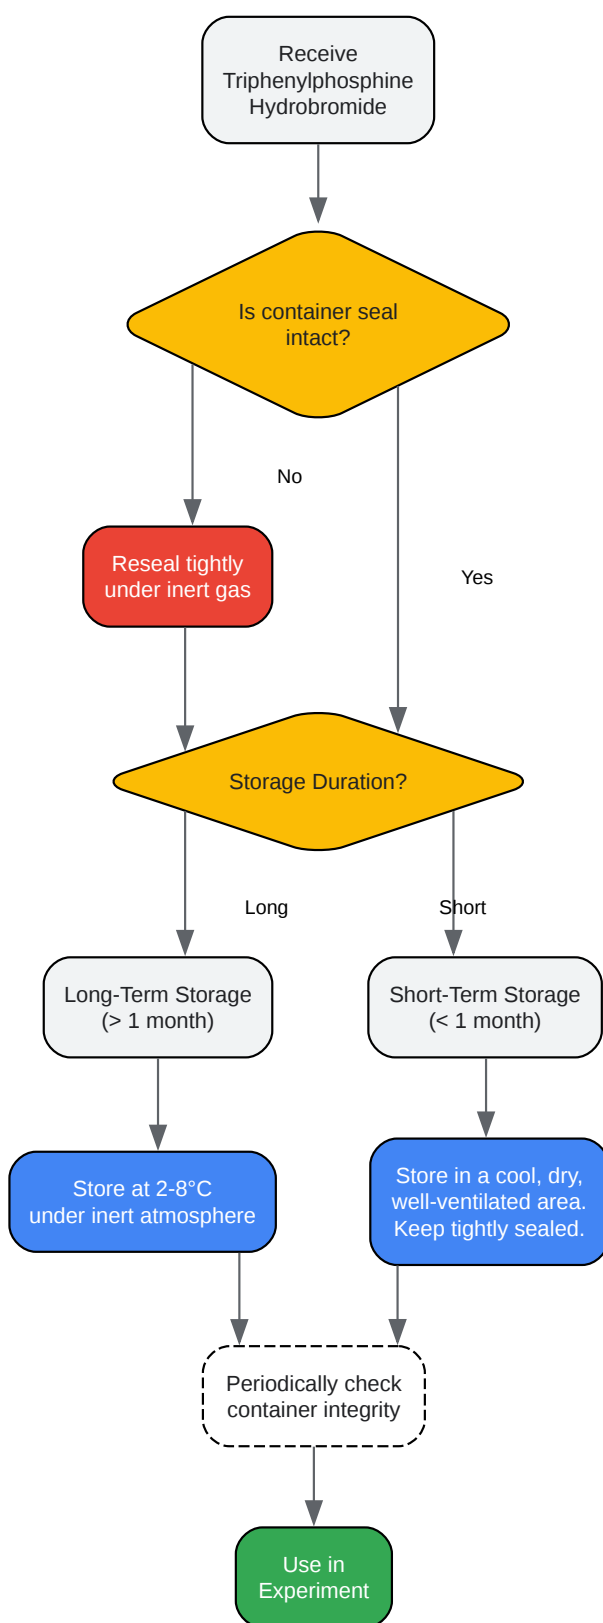 Receive
Triphenylphosphine
Hydrobromide
Is container seal
intact?
No
Reseal tightly
under inert gas
Yes
Storage Duration?
Long
Short
Long-Term Storage
(> 1 month)
Short-Term Storage
(< 1 month)
Store at 2-8°C
under inert atmosphere
Store in a cool, dry,
well-ventilated area.
Keep tightly sealed.
Periodically check
container integrity
Use in
Experiment